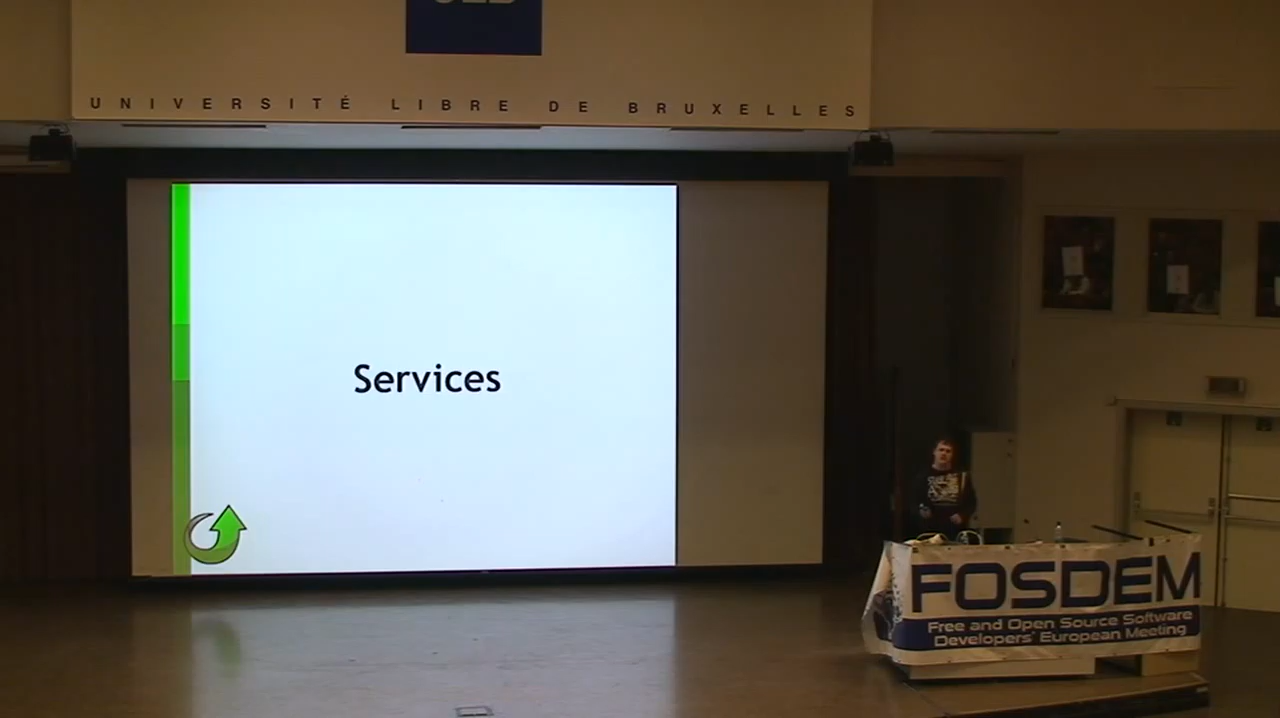 UNIVERSITÉ LIBRE DE BRUXELLES
Services
FOSDEM
Free and Open Source Software
Developers' European Meeting